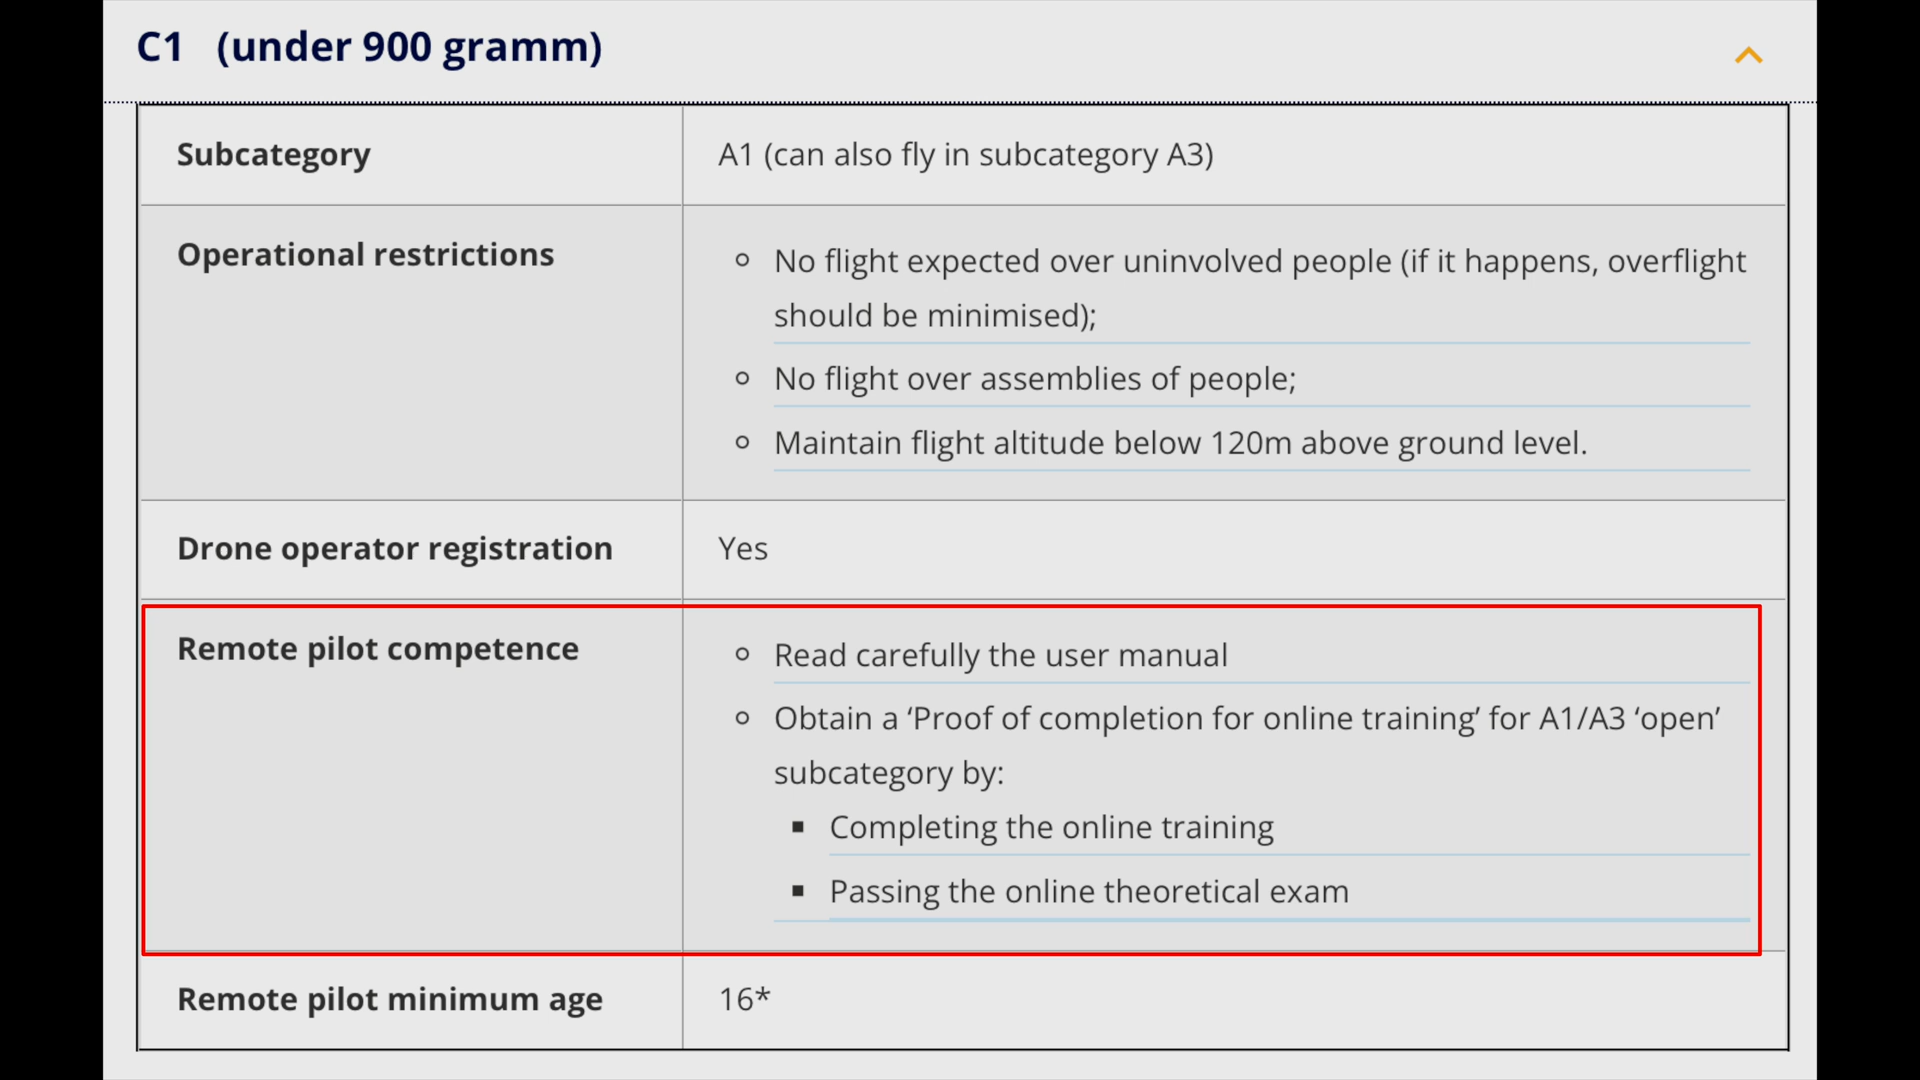 C1 (under 900 gramm)
Subcategory
A1 (can also fly in subcategory A3)
Operational restrictions
No flight expected over uninvolved people (if it happens, overflight
should be minimised);
No flight over assemblies of people;
Maintain flight altitude below 120m above ground level.
Drone operator registration
Yes
Remote pilot competence
Read carefully the user manual
Obtain a ‘Proof of completion for online training’ for A1/A3 ‘open’
subcategory by:
Completing the online training
Passing the online theoretical exam
Remote pilot minimum age
16*